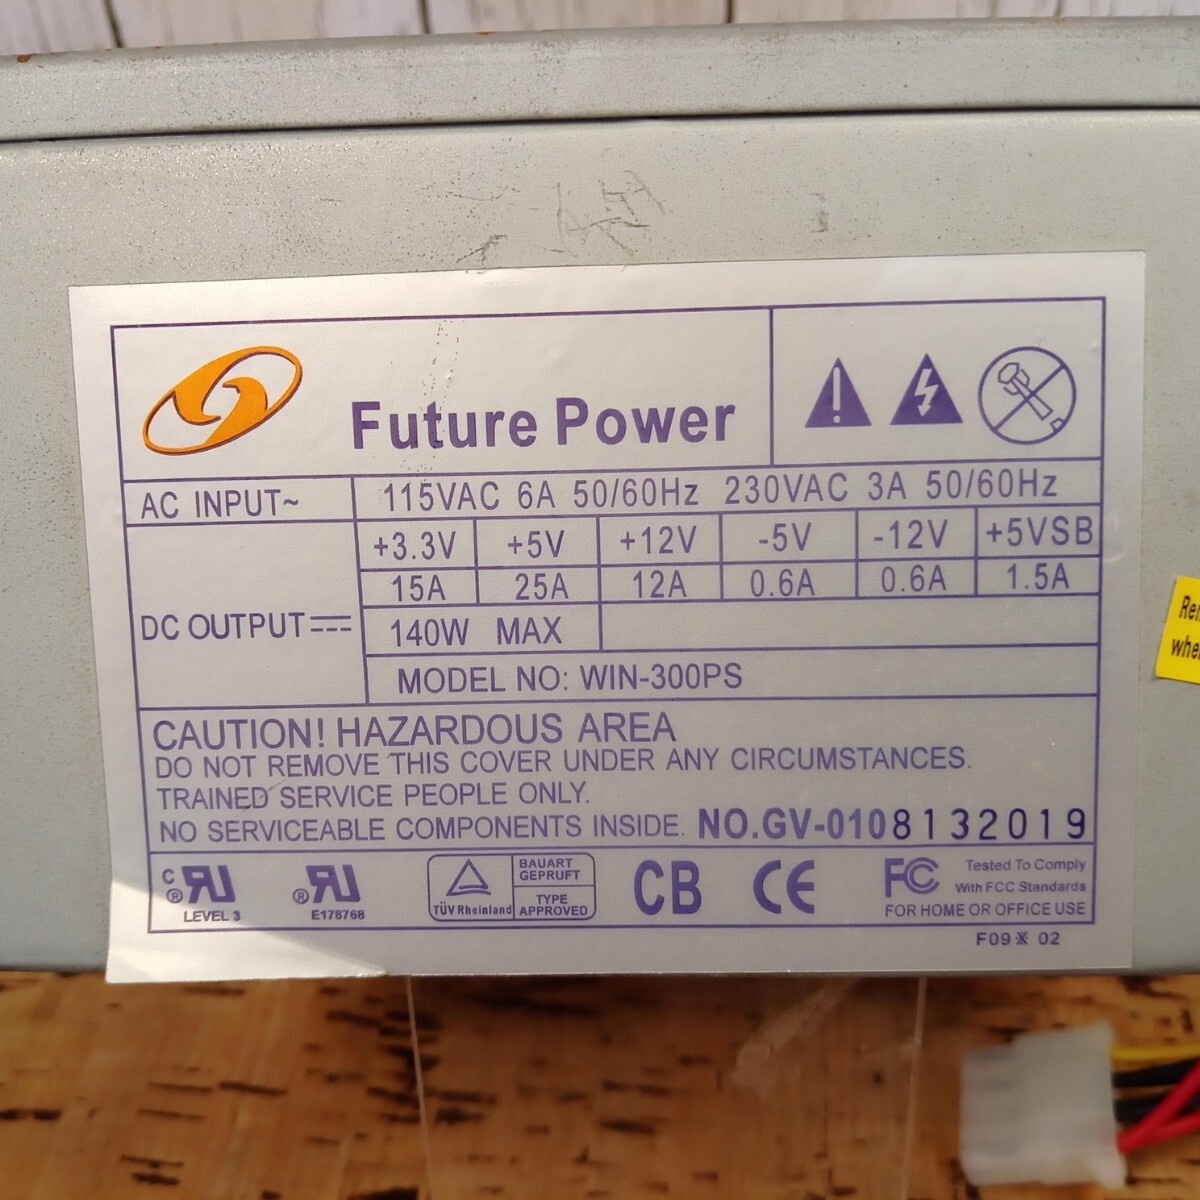 Future Power
AC INPUT~ 115VAC 6A 50/60Hz 230VAC 3A 50/60Hz
+3.3V +5V +12V -5V -12V +5VSB
15A 25A 12A 0.6A 0.6A 1.5A
DC OUTPUT
140W MAX
MODEL NO: WIN-300PS
CAUTION! HAZARDOUS AREA
DO NOT REMOVE THIS COVER UNDER ANY CIRCUMSTANCES.
TRAINED SERVICE PEOPLE ONLY.
NO SERVICEABLE COMPONENTS INSIDE. NO.GV-0108132019
C ® RU
LEVEL 3
® RU
E178768
TÜV Rheinland
BAUART
GEPRÜFT
TYPE
APPROVED
CB CE FC
Tested To Comply
With FCC Standards
FOR HOME OR OFFICE USE
F09※02